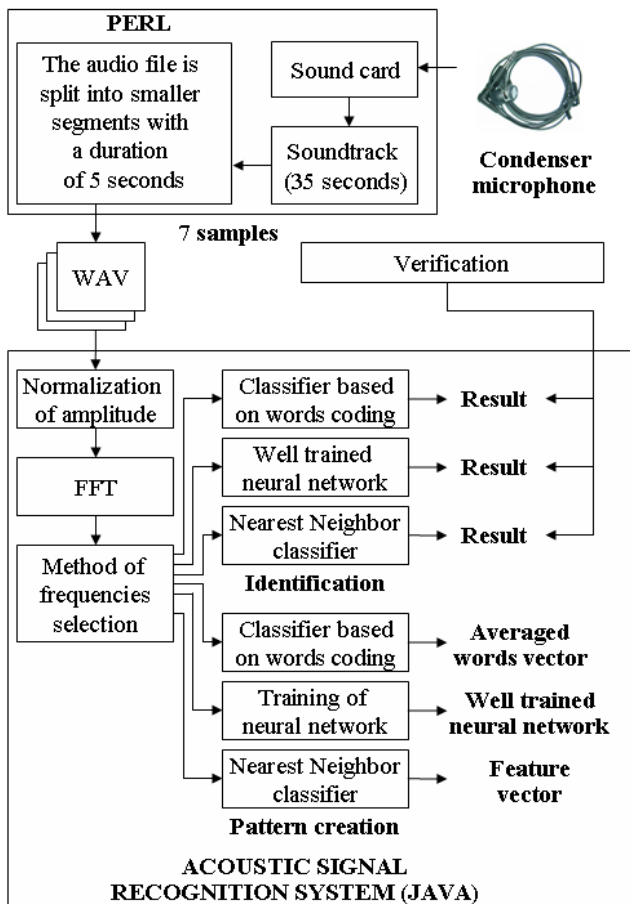 PERL
The audio file is
split into smaller
segments with
a duration
of 5 seconds
Sound card
Soundtrack
(35 seconds)
Condenser
microphone
7 samples
WAV
Verification
Normalization
of amplitude
FFT
Method of
frequencies
selection
Classifier based
on words coding
Result
Well trained
neural network
Result
Nearest Neighbor
classifier
Result
Identification
Classifier based
on words coding
Averaged
words vector
Training of
neural network
Well trained
neural network
Nearest Neighbor
classifier
Feature
vector
Pattern creation
ACOUSTIC SIGNAL
RECOGNITION SYSTEM (JAVA)